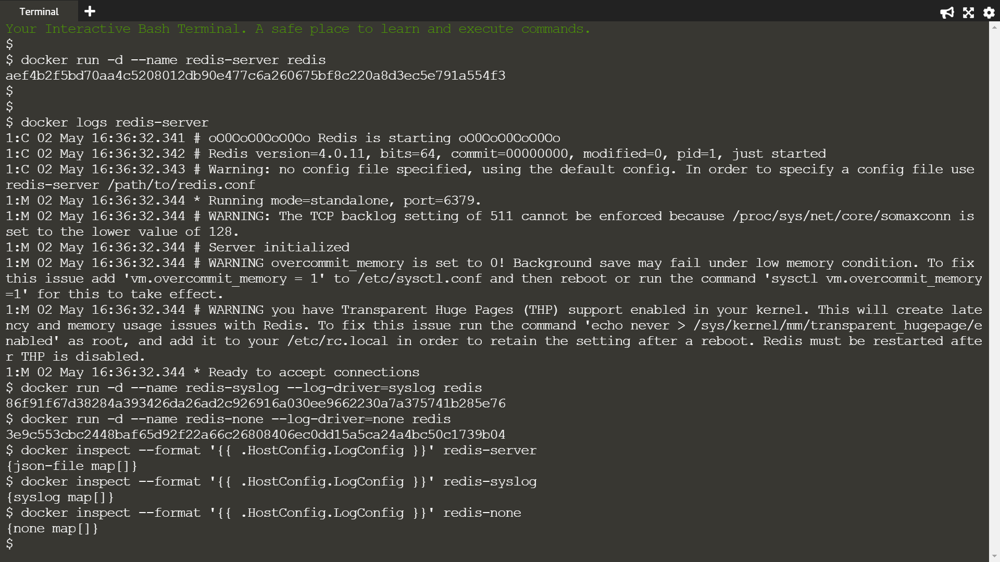 Terminal
Your Interactive Bash Terminal. A safe place to learn and execute commands.
$
$ docker run -d --name redis-server redis
aef4b2f5bd70aa4c5208012db90e477c6a260675bf8c220a8d3ec5e791a554f3
$
$
$ docker logs redis-server
1:C 02 May 16:36:32.341 # oO0OoO0OoO0Oo Redis is starting oO0OoO0OoO0Oo
1:C 02 May 16:36:32.342 # Redis version=4.0.11, bits=64, commit=00000000, modified=0, pid=1, just started
1:C 02 May 16:36:32.343 # Warning: no config file specified, using the default config. In order to specify a config file use
redis-server /path/to/redis.conf
1:M 02 May 16:36:32.344 * Running mode=standalone, port=6379.
1:M 02 May 16:36:32.344 # WARNING: The TCP backlog setting of 511 cannot be enforced because /proc/sys/net/core/somaxconn is
set to the lower value of 128.
1:M 02 May 16:36:32.344 # Server initialized
1:M 02 May 16:36:32.344 # WARNING overcommit_memory is set to 0! Background save may fail under low memory condition. To fix
this issue add 'vm.overcommit_memory = 1' to /etc/sysctl.conf and then reboot or run the command 'sysctl vm.overcommit_memory
=1' for this to take effect.
1:M 02 May 16:36:32.344 # WARNING you have Transparent Huge Pages (THP) support enabled in your kernel. This will create late
ncy and memory usage issues with Redis. To fix this issue run the command 'echo never > /sys/kernel/mm/transparent_hugepage/e
nabled' as root, and add it to your /etc/rc.local in order to retain the setting after a reboot. Redis must be restarted afte
r THP is disabled.
1:M 02 May 16:36:32.344 * Ready to accept connections
$ docker run -d --name redis-syslog --log-driver=syslog redis
86f91f67d38284a393426da26ad2c926916a030ee9662230a7a375741b285e76
$ docker run -d --name redis-none --log-driver=none redis
3e9c553cbc2448baf65d92f22a66c26808406ec0dd15a5ca24a4bc50c1739b04
$ docker inspect --format '{{ .HostConfig.LogConfig }}' redis-server
{json-file map[]}
$ docker inspect --format '{{ .HostConfig.LogConfig }}' redis-syslog
{syslog map[]}
$ docker inspect --format '{{ .HostConfig.LogConfig }}' redis-none
{none map[]}
$